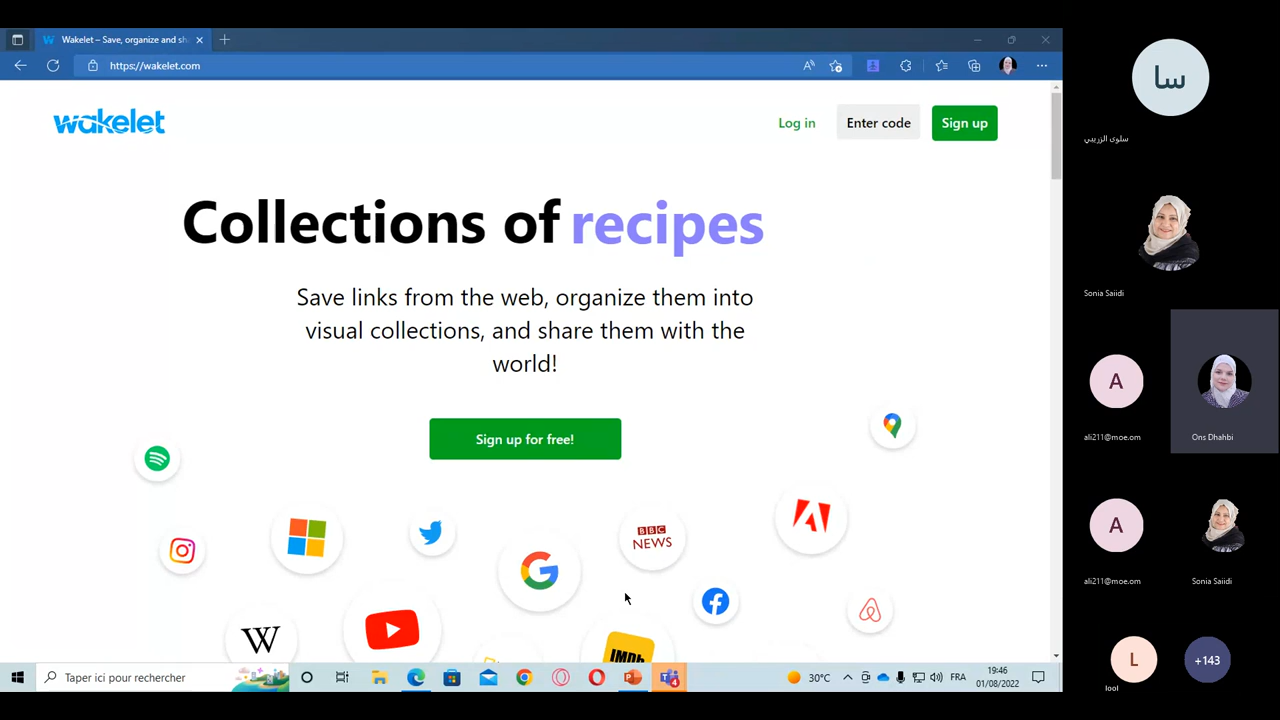 Wakelet – Save, organize and sh
https://wakelet.com
wakelet
Log in
Enter code
Sign up
Collections of recipes
Save links from the web, organize them into
visual collections, and share them with the
world!
Sign up for free!
BBC
NEWS
W
IMDb
Taper ici pour rechercher
4
30°C
FRA
19:46
01/08/2022
سا
سلوى الزريبي
Sonia Saiidi
A
ali211@moe.om
Ons Dhahbi
A
ali211@moe.om
Sonia Saiidi
L
lool
+143